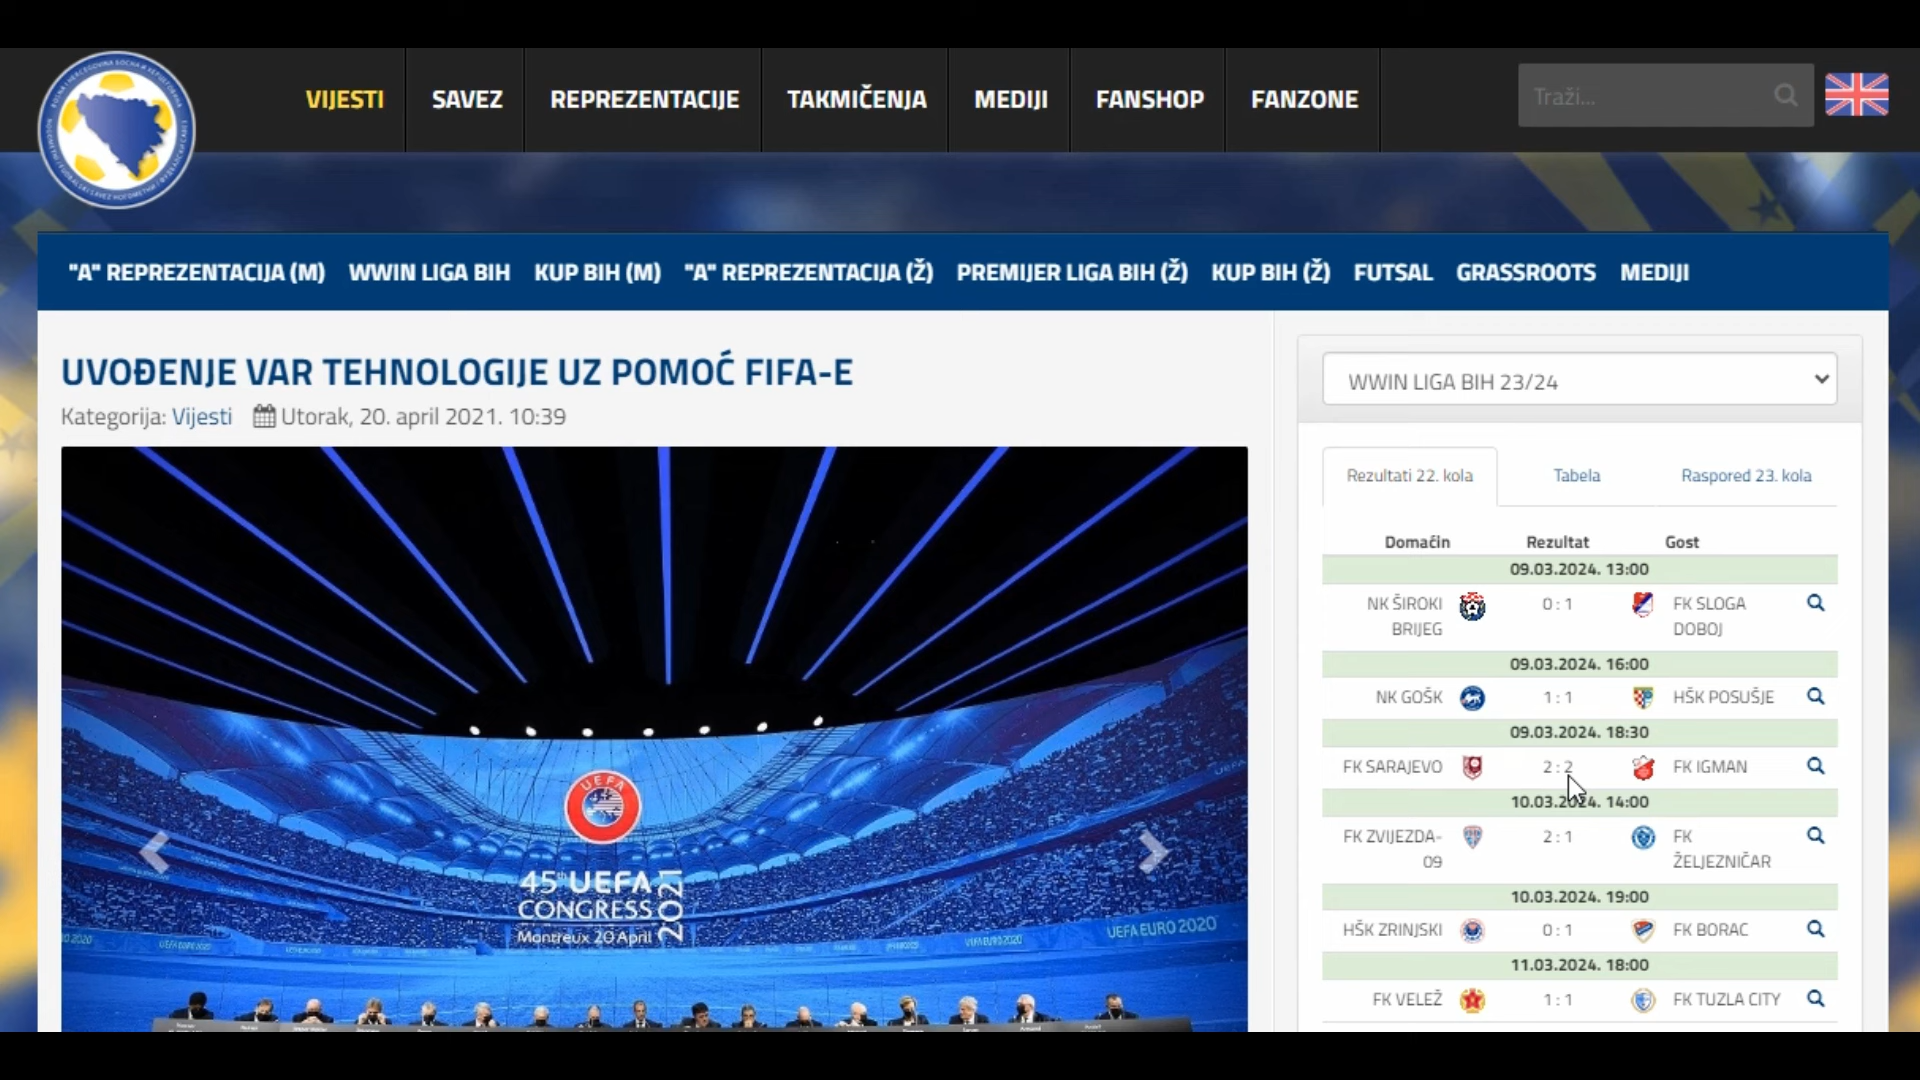 VIJESTI
SAVEZ
REPREZENTACIJE
TAKMIČENJA
MEDIJI
FANSHOP
FANZONE
Traži...
"A" REPREZENTACIJA (M)
WWIN LIGA BIH
KUP BIH (M)
"A" REPREZENTACIJA (Ž)
PREMIJER LIGA BIH (Ž)
KUP BIH (Ž)
FUTSAL
GRASSROOTS
MEDIJI
UVOĐENJE VAR TEHNOLOGIJE UZ POMOĆ FIFA-E
Kategorija: Vijesti Utorak, 20. april 2021. 10:39
UEFA
45th UEFA
CONGRESS
2021
Montreux 20 April
UEFA EURO 2020
WWIN LIGA BIH 23/24
Rezultati 22. kola
Tabela
Raspored 23. kola
Domaćin Rezultat Gost
09.03.2024. 13:00
NK ŠIROKI BRIJEG 0 : 1 FK SLOGA DOBOJ
09.03.2024. 16:00
NK GOŠK 1 : 1 HŠK POSUŠJE
09.03.2024. 18:30
FK SARAJEVO 2 : 2 FK IGMAN
10.03.2024. 14:00
FK ZVIJEZDA-09 2 : 1 FK ŽELJEZNIČAR
10.03.2024. 19:00
HŠK ZRINJSKI 0 : 1 FK BORAC
11.03.2024. 18:00
FK VELEŽ 1 : 1 FK TUZLA CITY